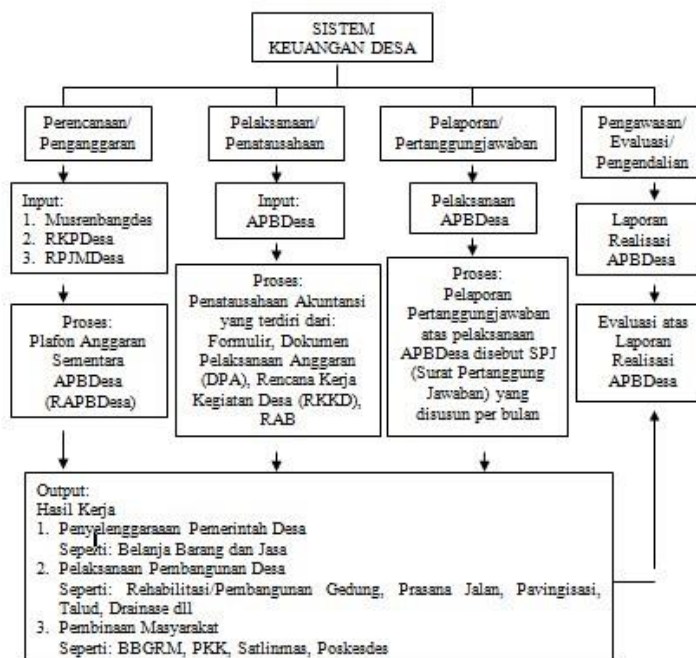 SISTEM
KEUANGAN DESA
Perencanaan/
Penganggaran
Pelaksanaan/
Penatausahaan
Pelaporan/
Pertanggungjawaban
Pengawasan/
Evaluasi/
Pengendalian
Input:
1. Musrenbangdes
2. RKPDesa
3. RPJMDesa
Input:
APBDesa
Pelaksanaan
APBDesa
Laporan
Realisasi
APBDesa
Proses:
Plafon Anggaran
Sementara
APBDesa
(RAPBDesa)
Proses:
Penatausahaan Akuntansi
yang terdiri dari:
Formulir, Dokumen
Pelaksanaan Anggaran
(DPA), Rencana Kerja
Kegiatan Desa (RKKD),
RAB
Proses:
Pelaporan
Pertanggungjawaban
atas pelaksanaan
APBDesa disebut SPJ
(Surat Pertanggung
Jawaban) yang
disusun per bulan
Evaluasi atas
Laporan
Realisasi
APBDesa
Output:
Hasil Kerja
1. Penyelenggaraaan Pemerintah Desa
Seperti: Belanja Barang dan Jasa
2. Pelaksanaan Pembangunan Desa
Seperti: Rehabilitasi/Pembangunan Gedung, Prasana Jalan, Pavingisasi,
Talud, Drainase dll
3. Pembinaan Masyarakat
Seperti: BBGRM, PKK, Satlinmas, Poskesdes